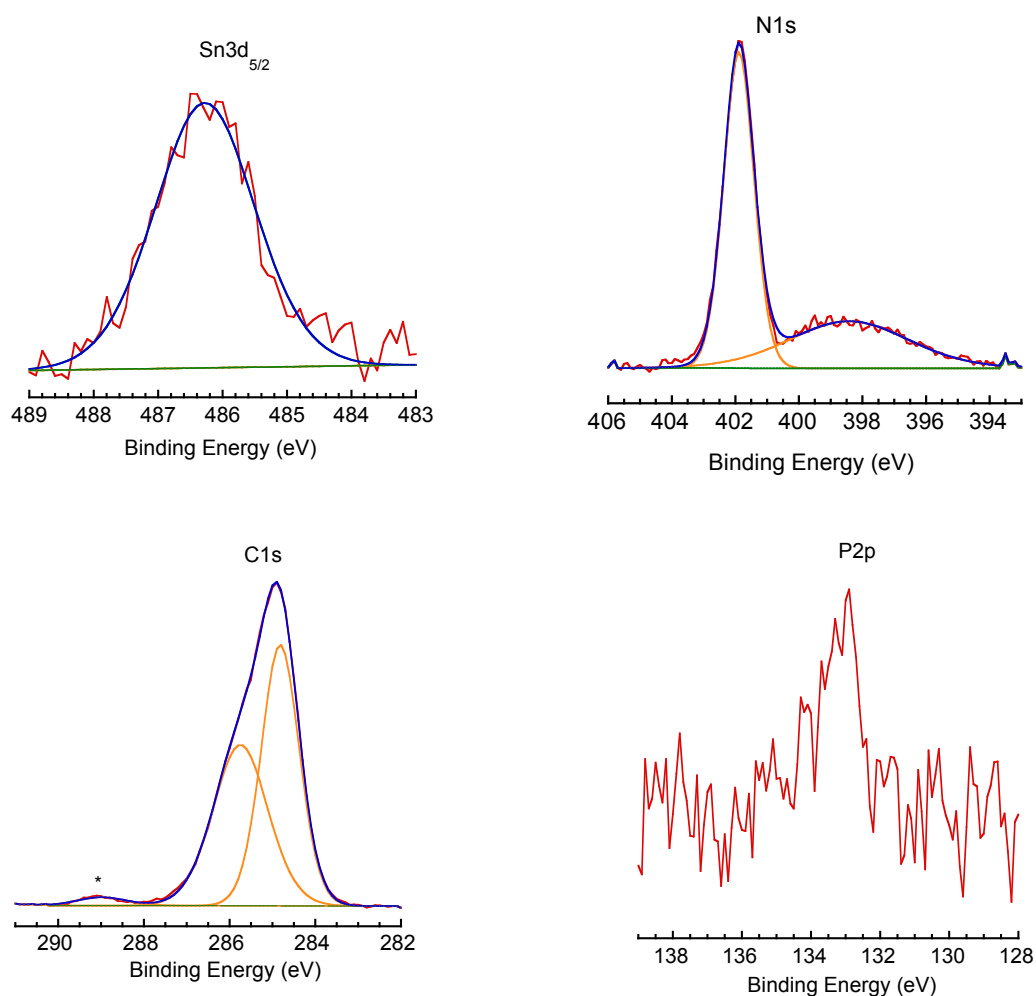 Sn3d5/2
489 488 487 486 485 484 483
Binding Energy (eV)
N1s
406 404 402 400 398 396 394
Binding Energy (eV)
C1s
*
290 288 286 284 282
Binding Energy (eV)
P2p
138 136 134 132 130 128
Binding Energy (eV)